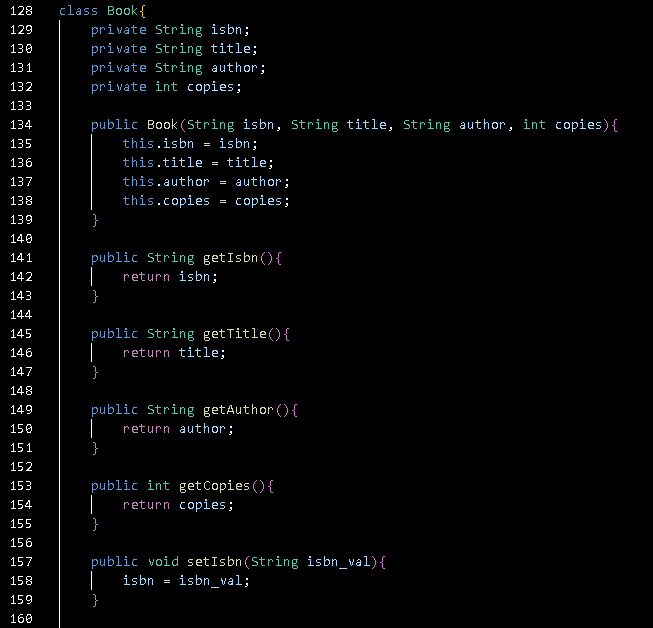 128 class Book{
129     private String isbn;
130     private String title;
131     private String author;
132     private int copies;
133
134     public Book(String isbn, String title, String author, int copies){
135         this.isbn = isbn;
136         this.title = title;
137         this.author = author;
138         this.copies = copies;
139     }
140
141     public String getIsbn(){
142         return isbn;
143     }
144
145     public String getTitle(){
146         return title;
147     }
148
149     public String getAuthor(){
150         return author;
151     }
152
153     public int getCopies(){
154         return copies;
155     }
156
157     public void setIsbn(String isbn_val){
158         isbn = isbn_val;
159     }
160